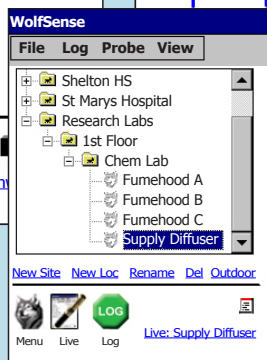 WolfSense
File Log Probe View
Shelton HS
St Marys Hospital
Research Labs
1st Floor
Chem Lab
Fumehood A
Fumehood B
Fumehood C
Supply Diffuser
New Site New Loc Rename Del Outdoor
LOG
Menu Live Log
Live: Supply Diffuser